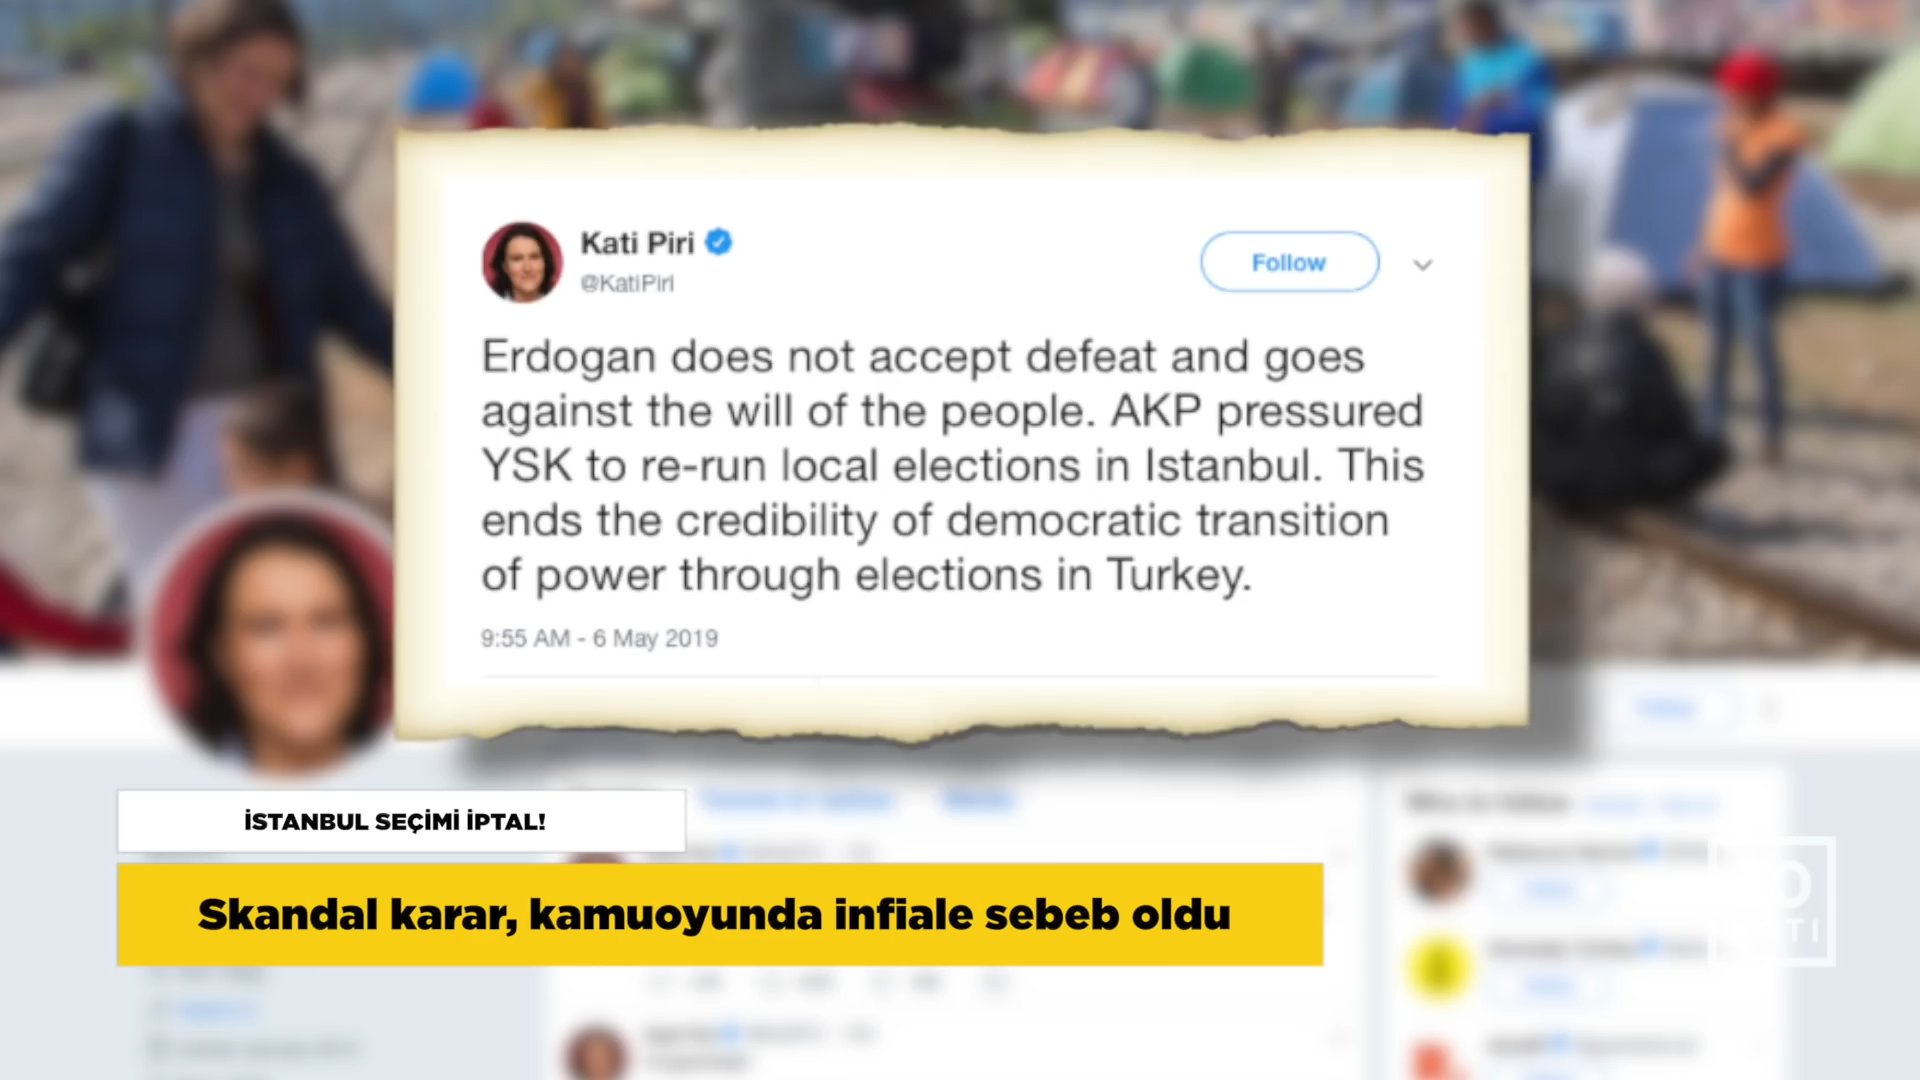 Kati Piri
@KatiPiri
Follow
Erdogan does not accept defeat and goes
against the will of the people. AKP pressured
YSK to re-run local elections in Istanbul. This
ends the credibility of democratic transition
of power through elections in Turkey.
9:55 AM - 6 May 2019
İSTANBUL SEÇİMİ İPTAL!
Skandal karar, kamuoyunda infiale sebeb oldu